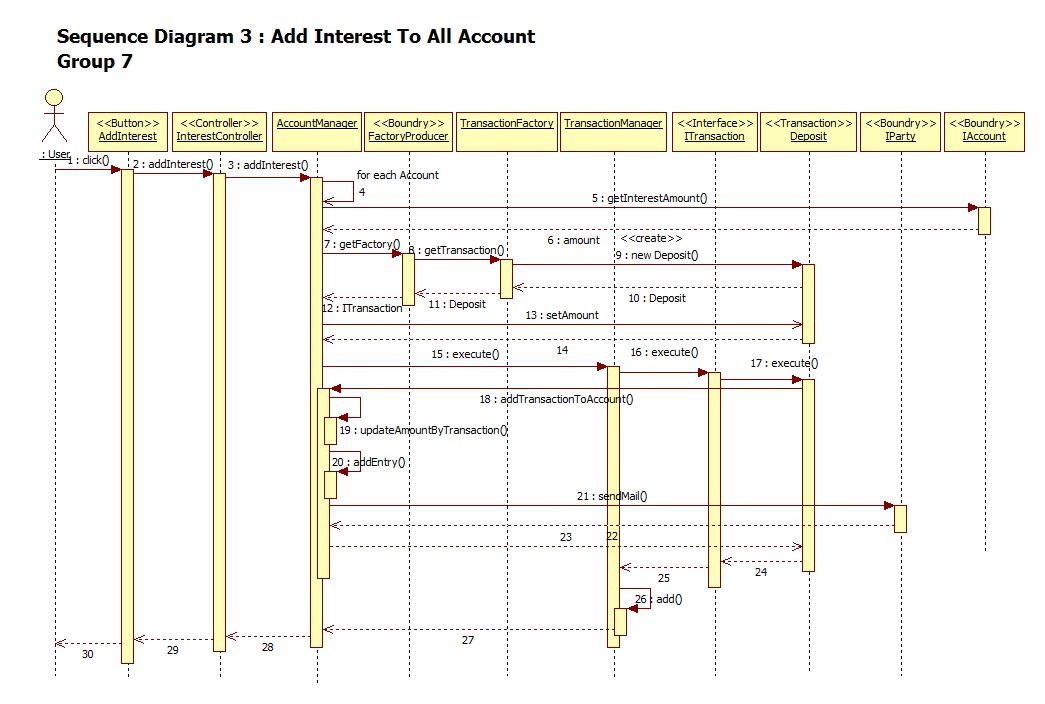 Sequence Diagram 3 : Add Interest To All Account
Group 7
: User
<<Button>>
AddInterest
<<Controller>>
InterestController
AccountManager
<<Boundry>>
FactoryProducer
TransactionFactory
TransactionManager
<<Interface>>
ITransaction
<<Transaction>>
Deposit
<<Boundry>>
IParty
<<Boundry>>
IAccount
1 : click()
2 : addInterest()
3 : addInterest()
for each Account
4
5 : getInterestAmount()
6 : amount
<<create>>
7 : getFactory()
8 : getTransaction()
9 : new Deposit()
10 : Deposit
11 : Deposit
12 : ITransaction
13 : setAmount
14
15 : execute()
16 : execute()
17 : execute()
18 : addTransactionToAccount()
19 : updateAmountByTransaction()
20 : addEntry()
21 : sendMail()
22
23
24
25
26 : add()
27
28
29
30